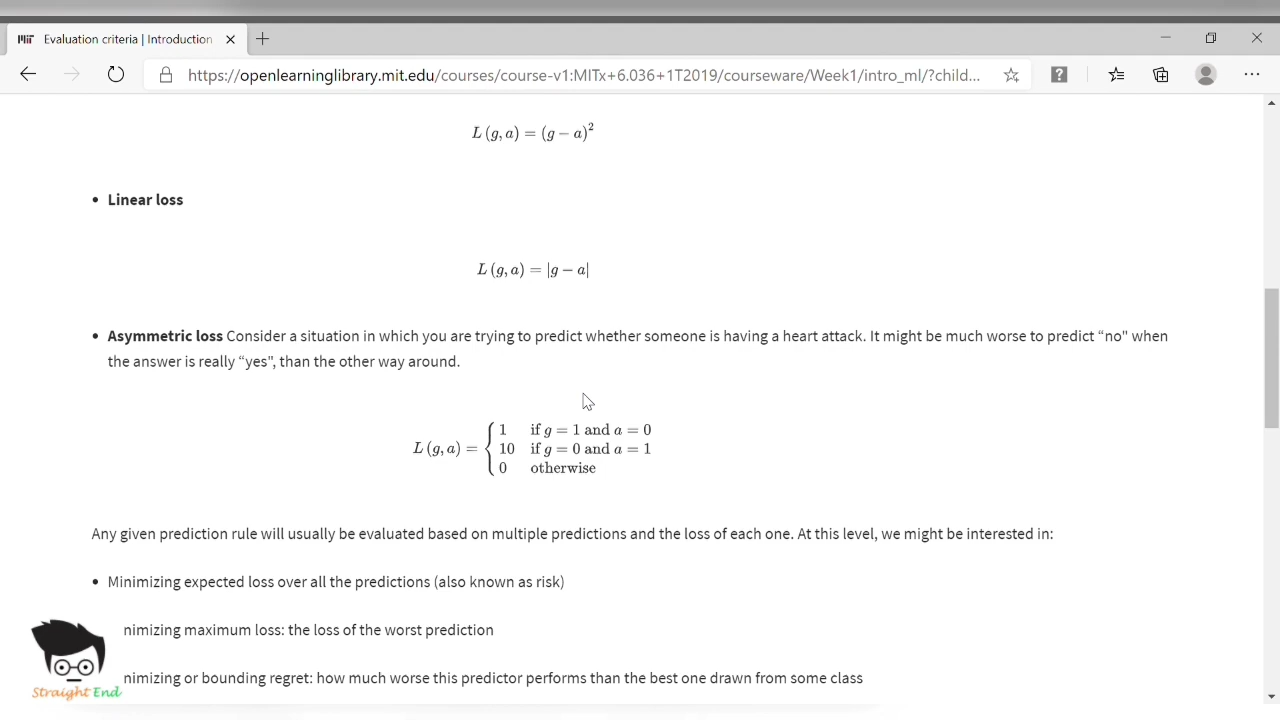 MIT Evaluation criteria | Introduction
https://openlearninglibrary.mit.edu/courses/course-v1:MITx+6.036+1T2019/courseware/Week1/intro_ml/?child...
L (g, a) = (g − a)²
• Linear loss
L (g, a) = |g − a|
• Asymmetric loss Consider a situation in which you are trying to predict whether someone is having a heart attack. It might be much worse to predict “no" when
the answer is really “yes", than the other way around.
1 if g = 1 and a = 0
L (g, a) = { 10 if g = 0 and a = 1
0 otherwise
Any given prediction rule will usually be evaluated based on multiple predictions and the loss of each one. At this level, we might be interested in:
• Minimizing expected loss over all the predictions (also known as risk)
nimizing maximum loss: the loss of the worst prediction
nimizing or bounding regret: how much worse this predictor performs than the best one drawn from some class
Straight End